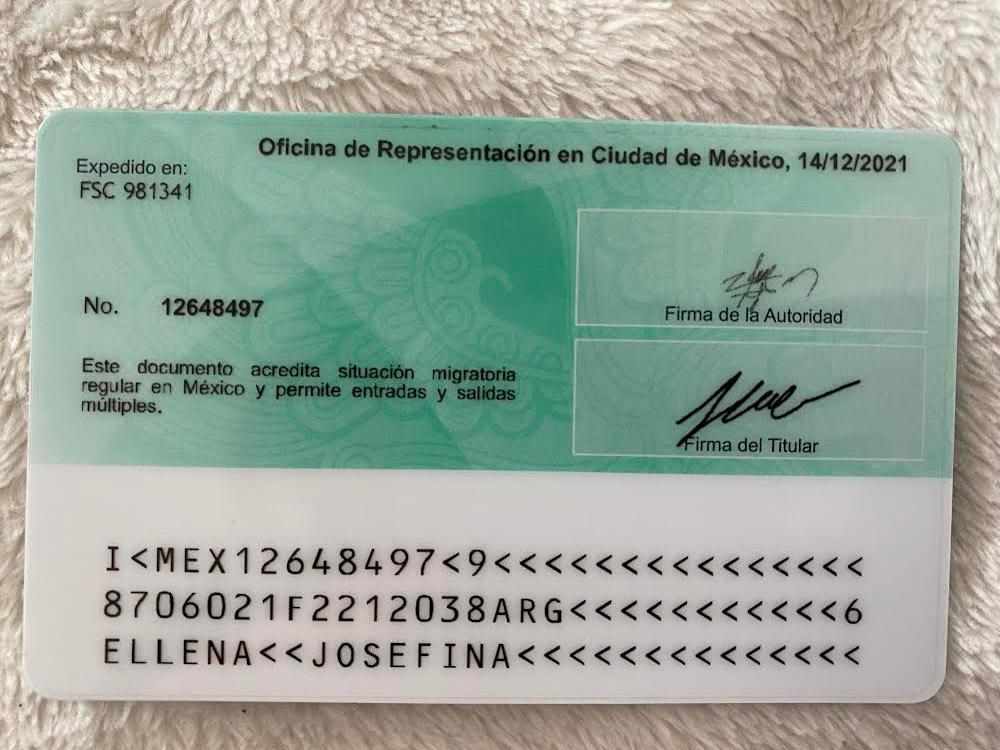 Oficina de Representación en Ciudad de México, 14/12/2021
Expedido en:
FSC 981341
No. 12648497
Firma de la Autoridad
Este documento acredita situación migratoria
regular en México y permite entradas y salidas
múltiples.
Firma del Titular
I<MEX12648497<9<<<<<<<<<<<<<<<
8706021F2212038ARG<<<<<<<<<<<6
ELLENA<<JOSEFINA<<<<<<<<<<<<<<